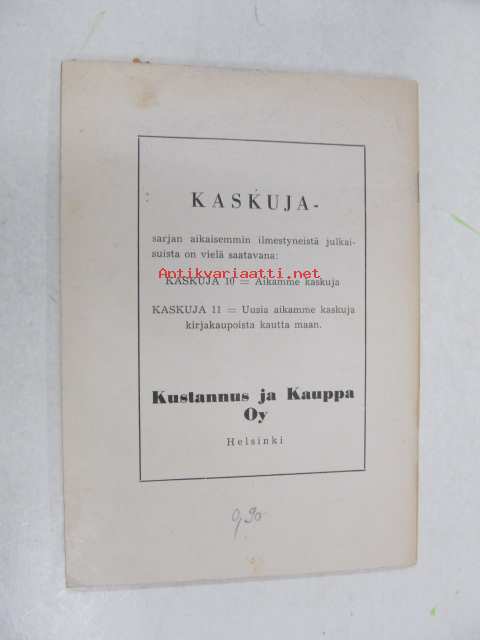 KASKUJA-
sarjan aikaisemmin ilmestyneistä julkai-
suista on vielä saatavana:
Antikvariaatti.net
KASKUJA 10 = Aikamme kaskuja
KASKUJA 11 = Uusia aikamme kaskuja
kirjakaupoista kautta maan.
Kustannus ja Kauppa
Oy
Helsinki
9,90